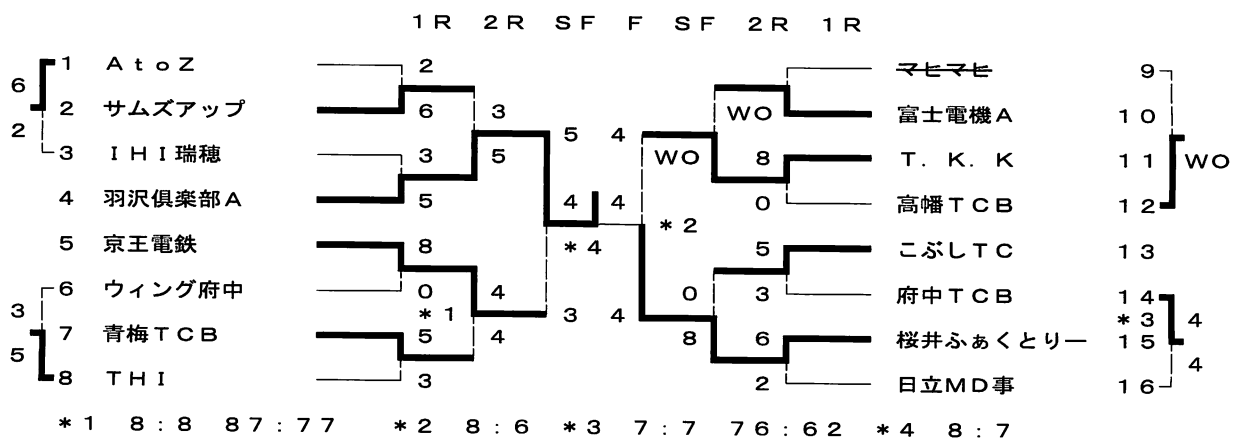 1R 2R SF F SF 2R 1R
1 AtoZ 2 マヒマヒ 9
6 2 サムズアップ 6 3 WO 富士電機A 10
2 3 IHI瑞穂 3 5 5 4 WO 8 T. K. K 11 WO
4 羽沢倶楽部A 5 4 4 *2 0 高幡TCB 12
5 京王電鉄 8 *4 5 こぶしTC 13
6 ウィング府中 0 4 3 4 0 3 府中TCB 14
3 *1 *3 4
7 青梅TCB 5 4 8 6 桜井ふぁくとりー 15
5 8 THI 3 2 日立MD事 16 4
*1 8:8 87:77 *2 8:6 *3 7:7 76:62 *4 8:7